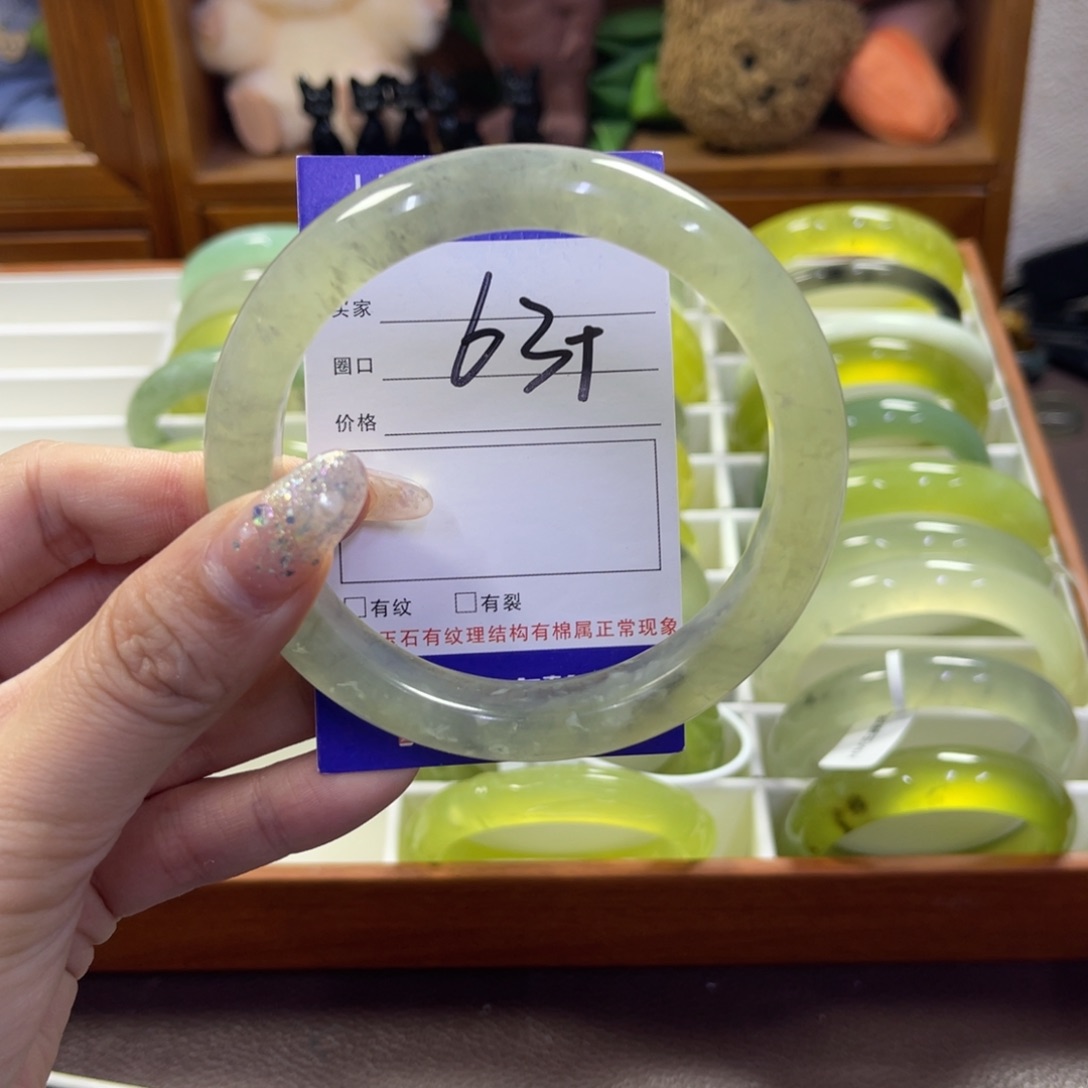 买家
圈口 63+
价格
□有纹 □有裂
玉石有纹理结构有棉属正常现象